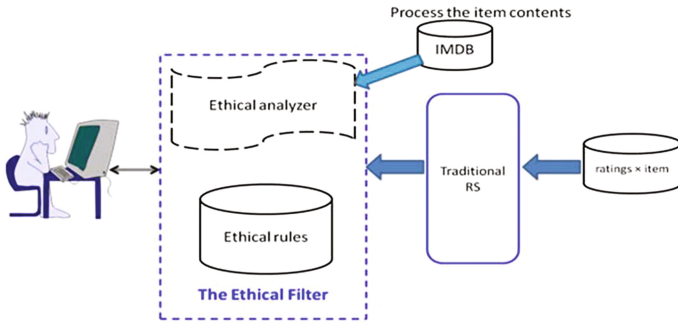 Process the item contents
IMDB
Ethical analyzer
Traditional
RS
ratings × item
Ethical rules
The Ethical Filter